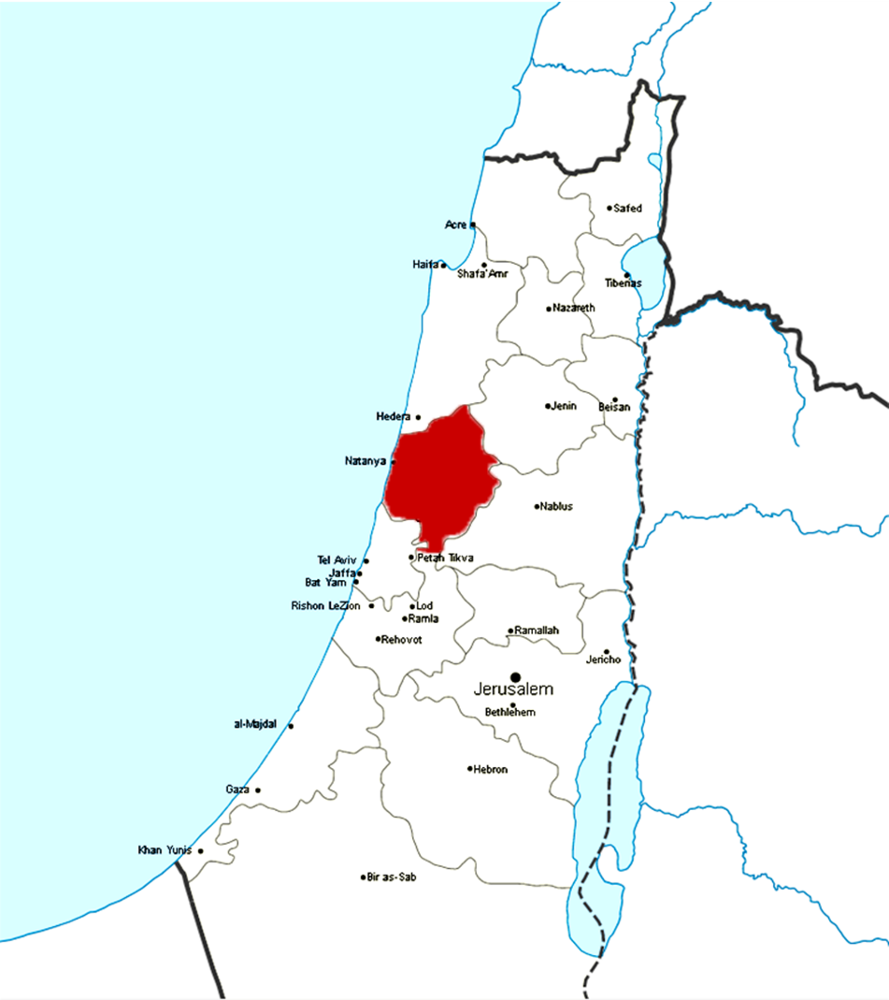 Safed
Acre
Haifa
Shafa'Amr
Tiberias
Nazareth
Jenin
Beisan
Hedera
Natanya
Nablus
Petah Tikva
Tel Aviv
Jaffa
Bat Yam
Rishon LeZion
Lod
Ramla
Ramallah
Rehovot
Jericho
Jerusalem
Bethlehem
al-Majdal
Hebron
Gaza
Khan Yunis
Bir as-Sab